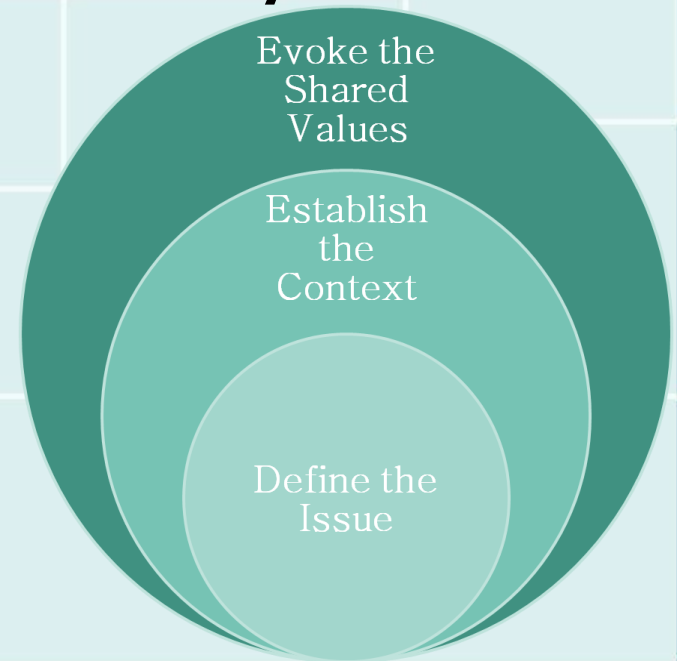 Evoke the
Shared
Values
Establish
the
Context
Define the
Issue